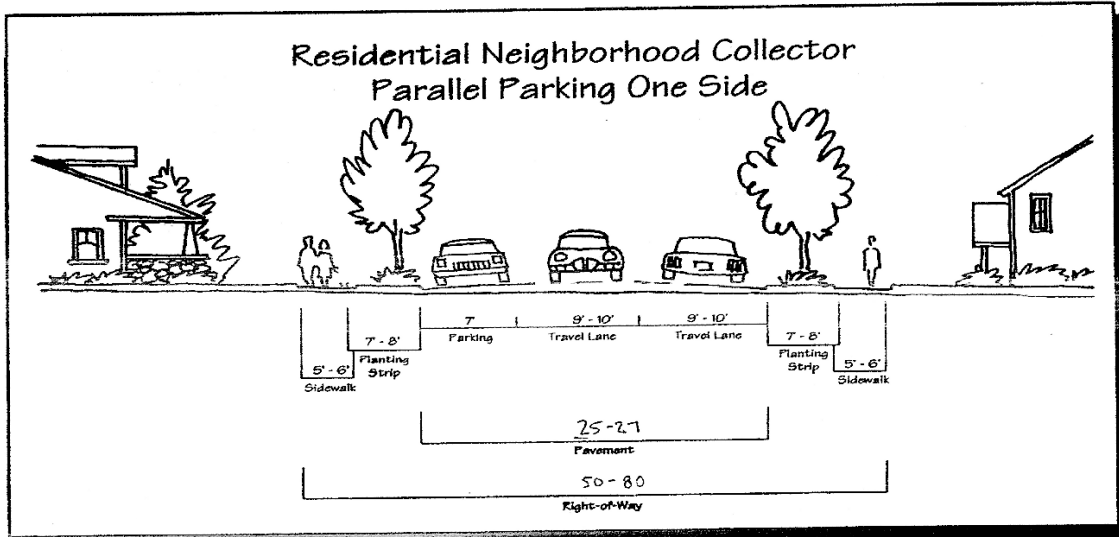 Residential Neighborhood Collector
Parallel Parking One Side
7'
9' - 10'
9' - 10'
Parking
Travel Lane
Travel Lane
7' - 8'
Planting
Strip
7' - 8'
Planting
Strip
5' - 6'
Sidewalk
5' - 6'
Sidewalk
25-27
Pavement
50-80
Right-of-Way